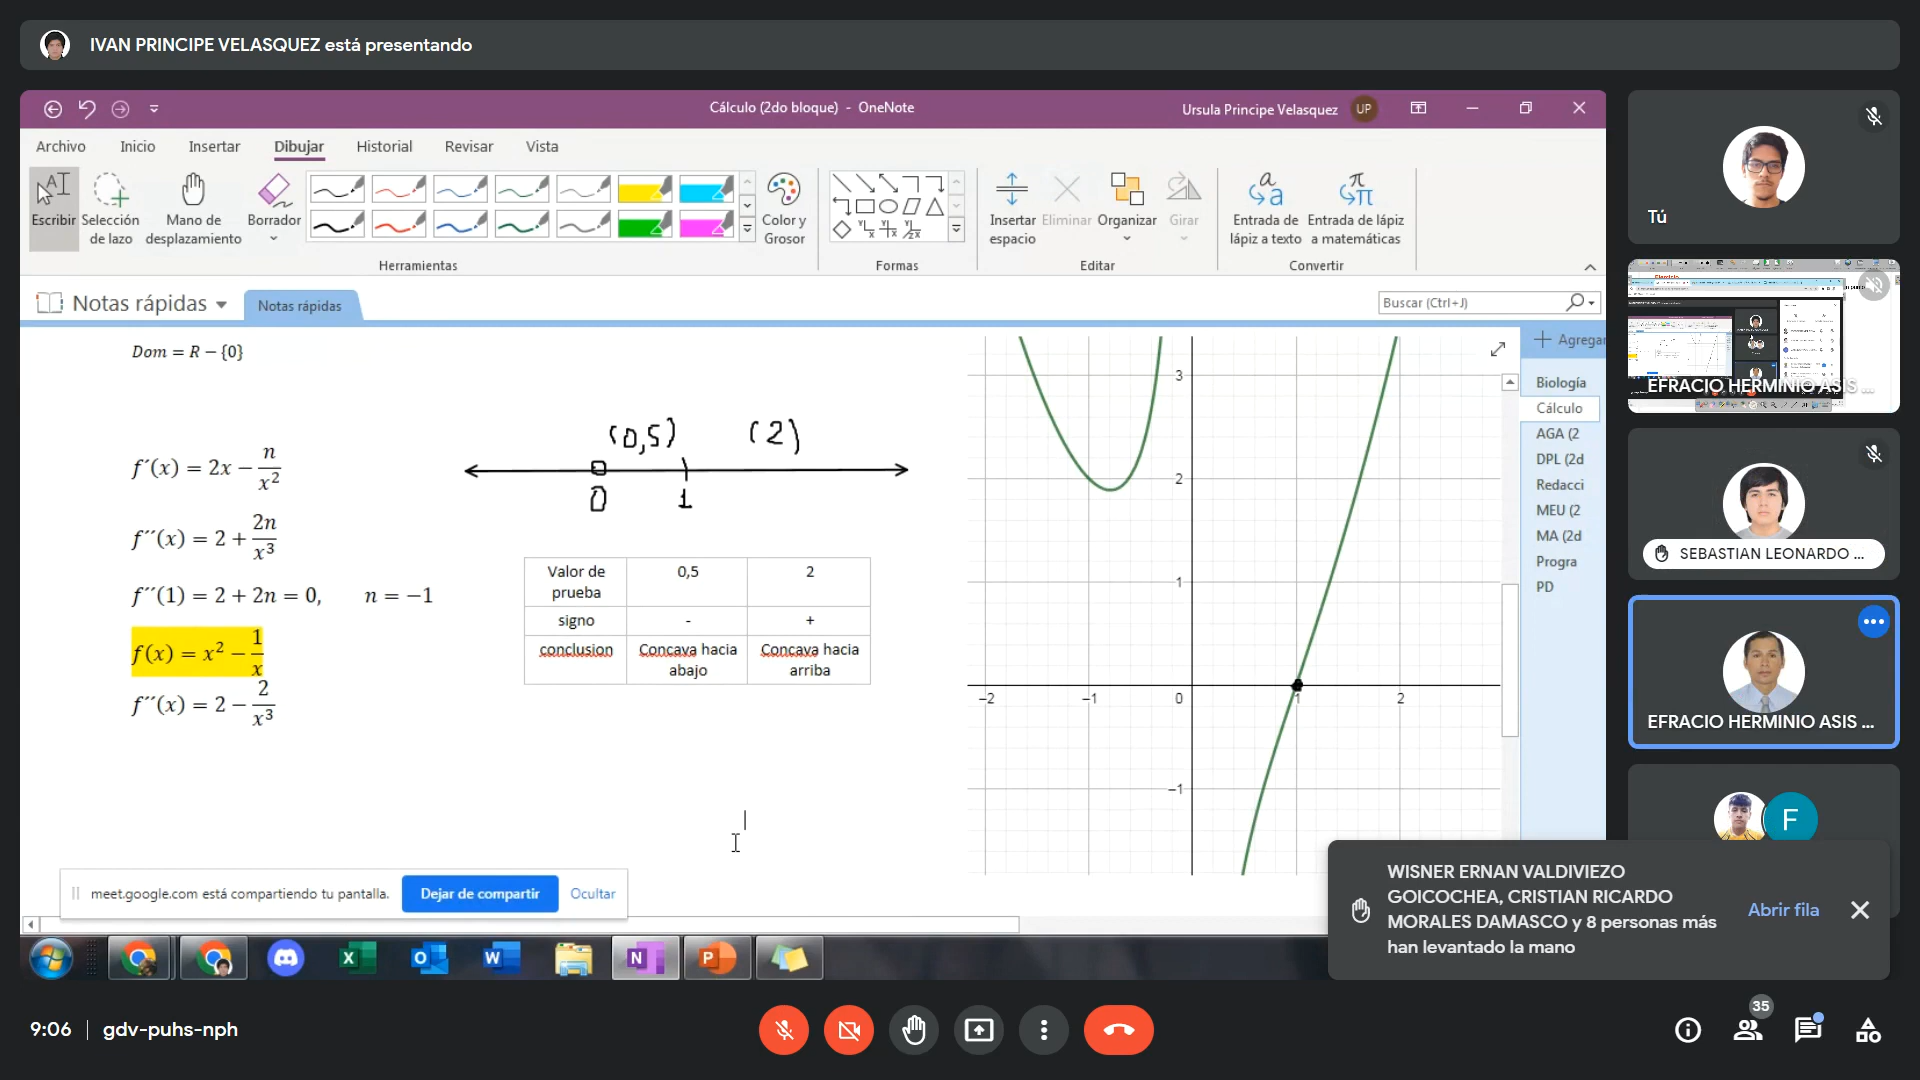 IVAN PRINCIPE VELASQUEZ está presentando
Cálculo (2do bloque) - OneNote
Ursula Principe Velasquez
UP
Archivo
Inicio
Insertar
Dibujar
Historial
Revisar
Vista
Escribir
Selección de lazo
Mano de desplazamiento
Borrador
Color y Grosor
Insertar espacio
Eliminar
Organizar
Girar
Entrada de lápiz a texto
Entrada de lápiz a matemáticas
Herramientas
Formas
Editar
Convertir
Notas rápidas
Notas rápidas
Buscar (Ctrl+J)
Dom = R − {0}
f´(x) = 2x − n/x²
f´´(x) = 2 + 2n/x³
f´´(1) = 2 + 2n = 0, n = −1
f(x) = x² − 1/x
f´´(x) = 2 − 2/x³
(0,5) (2)
0 1
Valor de prueba 0,5 2
signo - +
conclusion Concava hacia abajo Concava hacia arriba
3
2
1
−2 −1 0 1 2
−1
Agregar
Biología
Cálculo
AGA (2
DPL (2d
Redacci
MEU (2
MA (2d
Progra
PD
meet.google.com está compartiendo tu pantalla.
Dejar de compartir
Ocultar
Tú
EFRACIO HERMINIO ASIS ...
SEBASTIAN LEONARDO ...
EFRACIO HERMINIO ASIS ...
F
WISNER ERNAN VALDIVIEZO
GOICOCHEA, CRISTIAN RICARDO
MORALES DAMASCO y 8 personas más
han levantado la mano
Abrir fila
9:06 | gdv-puhs-nph
35